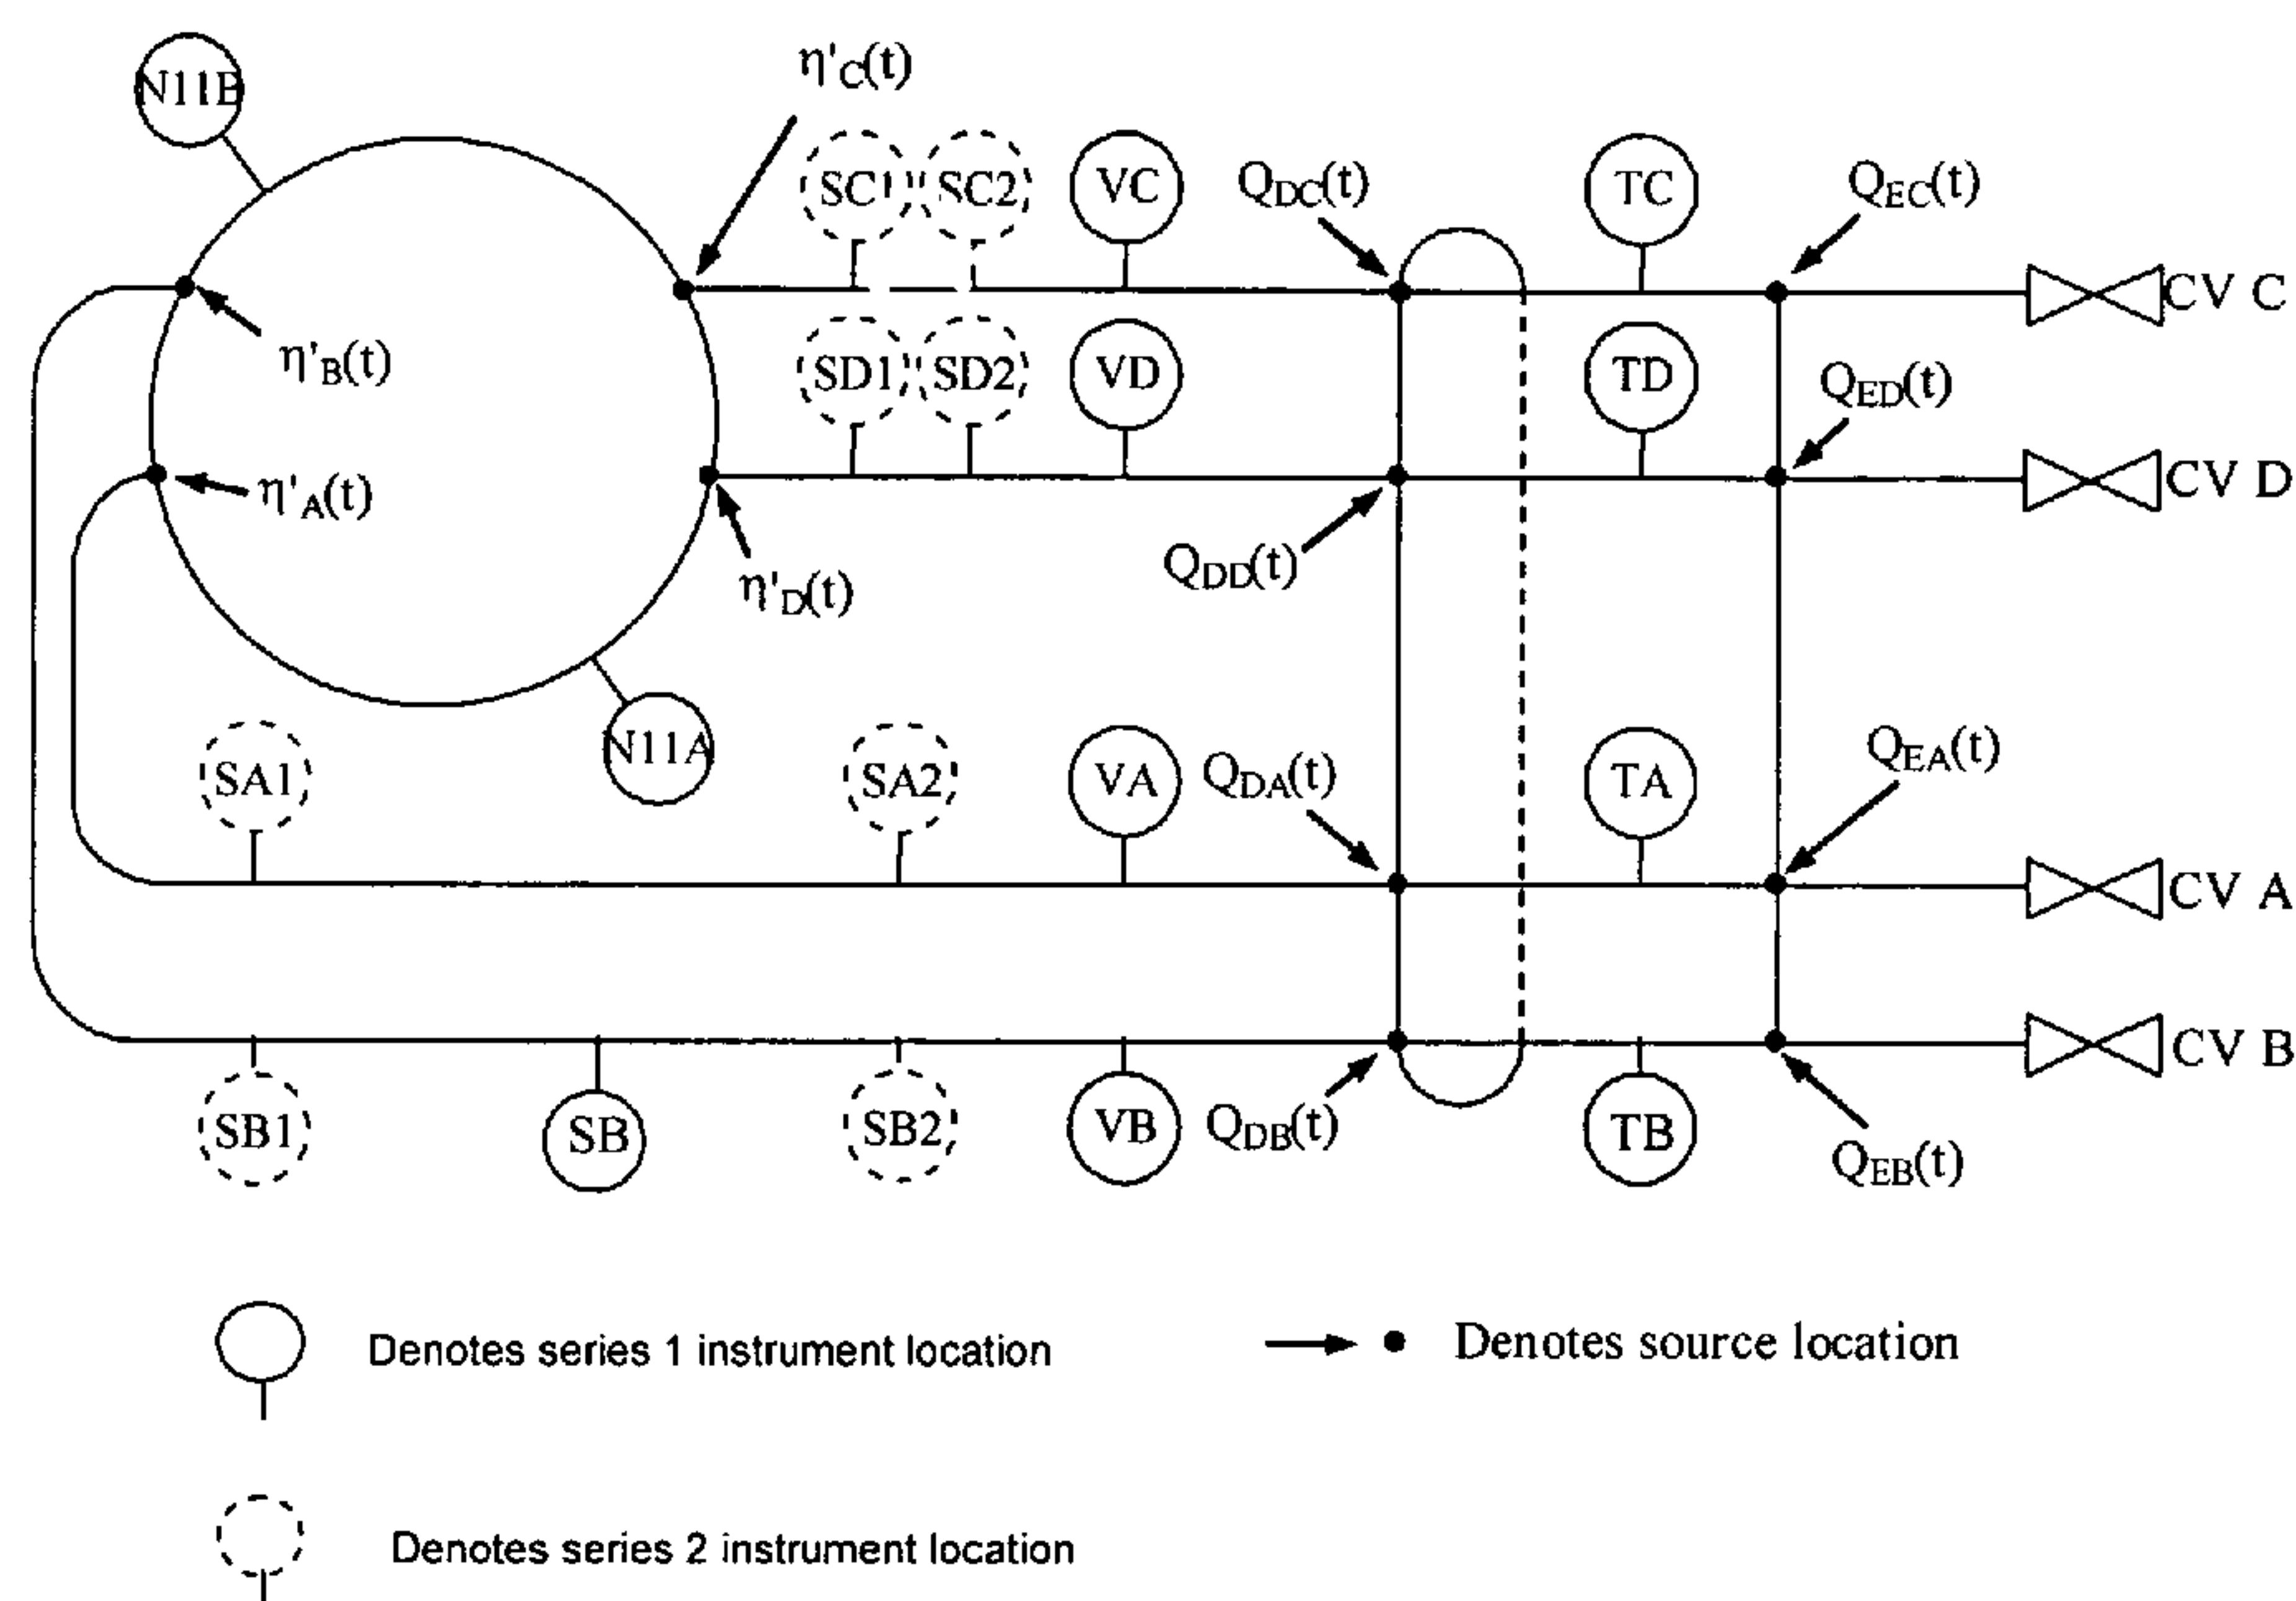 N11B
η'C(t)
SC1 SC2 VC QDC(t) TC QEC(t)
CV C
η'B(t)
SD1 SD2 VD TD QED(t)
η'A(t)
CV D
QDD(t)
η'D(t)
N11A
SA1 SA2 VA QDA(t) TA QEA(t)
CV A
CV B
SB1 SB SB2 VB QDB(t) TB QEB(t)
Denotes series 1 instrument location
Denotes source location
Denotes series 2 instrument location